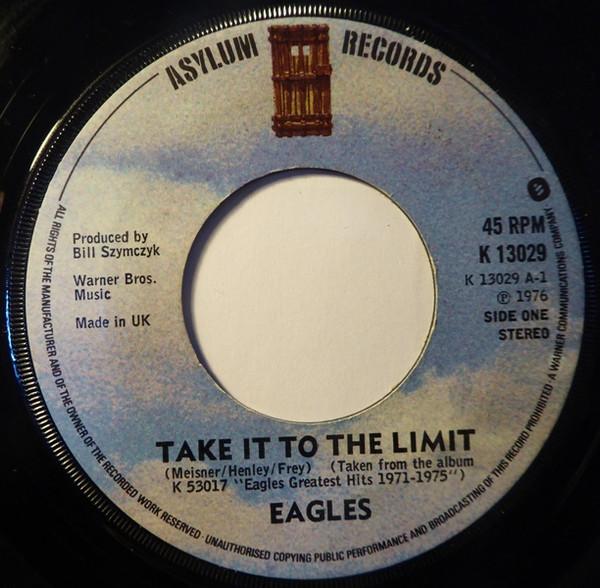 ASYLUM RECORDS
Produced by
Bill Szymczyk
Warner Bros.
Music
Made in UK
45 RPM
K 13029
K 13029 A-1
℗ 1976
SIDE ONE
STEREO
TAKE IT TO THE LIMIT
(Meisner/Henley/Frey) (Taken from the album
K 53017 "Eagles Greatest Hits 1971-1975")
EAGLES
ALL RIGHTS OF THE MANUFACTURER AND OF THE OWNER OF THE RECORDED WORK RESERVED · UNAUTHORISED COPYING PUBLIC PERFORMANCE AND BROADCASTING OF THIS RECORD PROHIBITED · A WARNER COMMUNICATIONS COMPANY